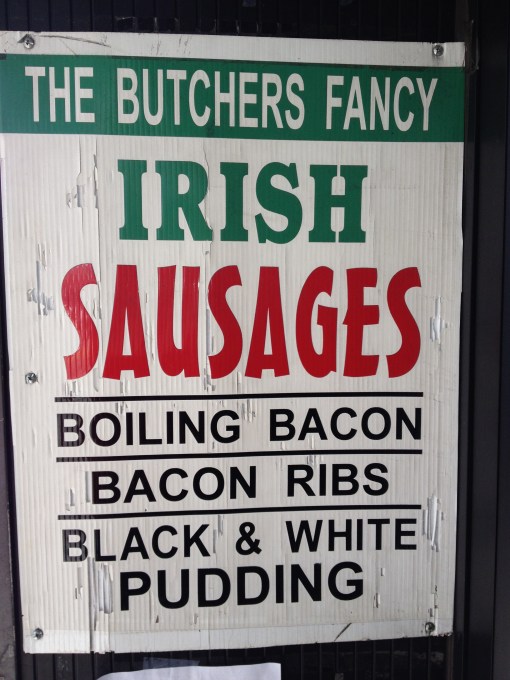 THE BUTCHERS FANCY
IRISH
SAUSAGES
BOILING BACON
BACON RIBS
BLACK & WHITE
PUDDING